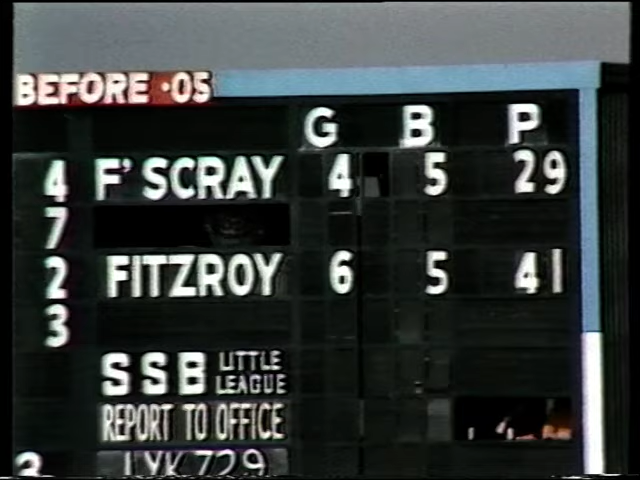 BEFORE ·05
G B P
4 F'SCRAY 4 5 29
7
2 FITZROY 6 5 41
3
SSB LITTLE LEAGUE
REPORT TO OFFICE
3 LYK729